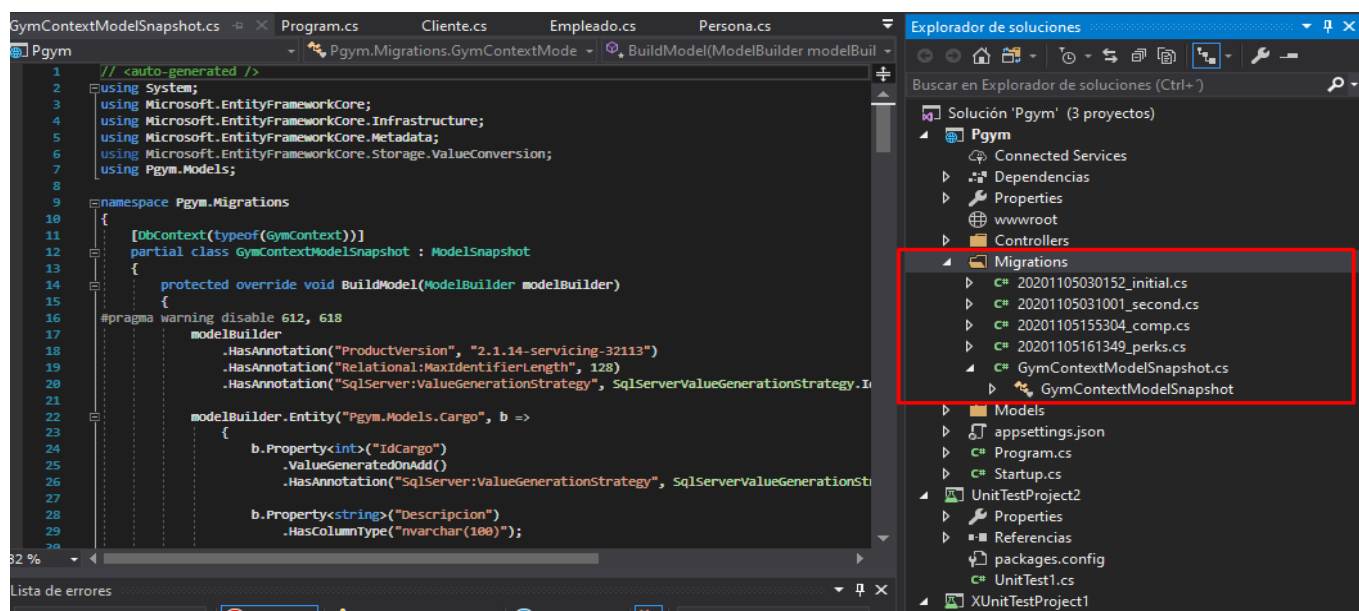 GymContextModelSnapshot.cs
Program.cs
Cliente.cs
Empleado.cs
Persona.cs
Pgym
Pgym.Migrations.GymContextMode
BuildModel(ModelBuilder modelBuil
1 // <auto-generated />
2 using System;
3 using Microsoft.EntityFrameworkCore;
4 using Microsoft.EntityFrameworkCore.Infrastructure;
5 using Microsoft.EntityFrameworkCore.Metadata;
6 using Microsoft.EntityFrameworkCore.Storage.ValueConversion;
7 using Pgym.Models;
8
9 namespace Pgym.Migrations
10 {
11 [DbContext(typeof(GymContext))]
12 partial class GymContextModelSnapshot : ModelSnapshot
13 {
14 protected override void BuildModel(ModelBuilder modelBuilder)
15 {
16 #pragma warning disable 612, 618
17 modelBuilder
18 .HasAnnotation("ProductVersion", "2.1.14-servicing-32113")
19 .HasAnnotation("Relational:MaxIdentifierLength", 128)
20 .HasAnnotation("SqlServer:ValueGenerationStrategy", SqlServerValueGenerationStrategy.I
21
22 modelBuilder.Entity("Pgym.Models.Cargo", b =>
23 {
24 b.Property<int>("IdCargo")
25 .ValueGeneratedOnAdd()
26 .HasAnnotation("SqlServer:ValueGenerationStrategy", SqlServerValueGenerationSt
27
28 b.Property<string>("Descripcion")
29 .HasColumnType("nvarchar(100)");
30
82 %
Lista de errores
Explorador de soluciones
Buscar en Explorador de soluciones (Ctrl+´)
Solución 'Pgym' (3 proyectos)
Pgym
Connected Services
Dependencias
Properties
wwwroot
Controllers
Migrations
C# 20201105030152_initial.cs
C# 20201105031001_second.cs
C# 20201105155304_comp.cs
C# 20201105161349_perks.cs
C# GymContextModelSnapshot.cs
GymContextModelSnapshot
Models
appsettings.json
C# Program.cs
C# Startup.cs
UnitTestProject2
Properties
Referencias
packages.config
C# UnitTest1.cs
XUnitTestProject1